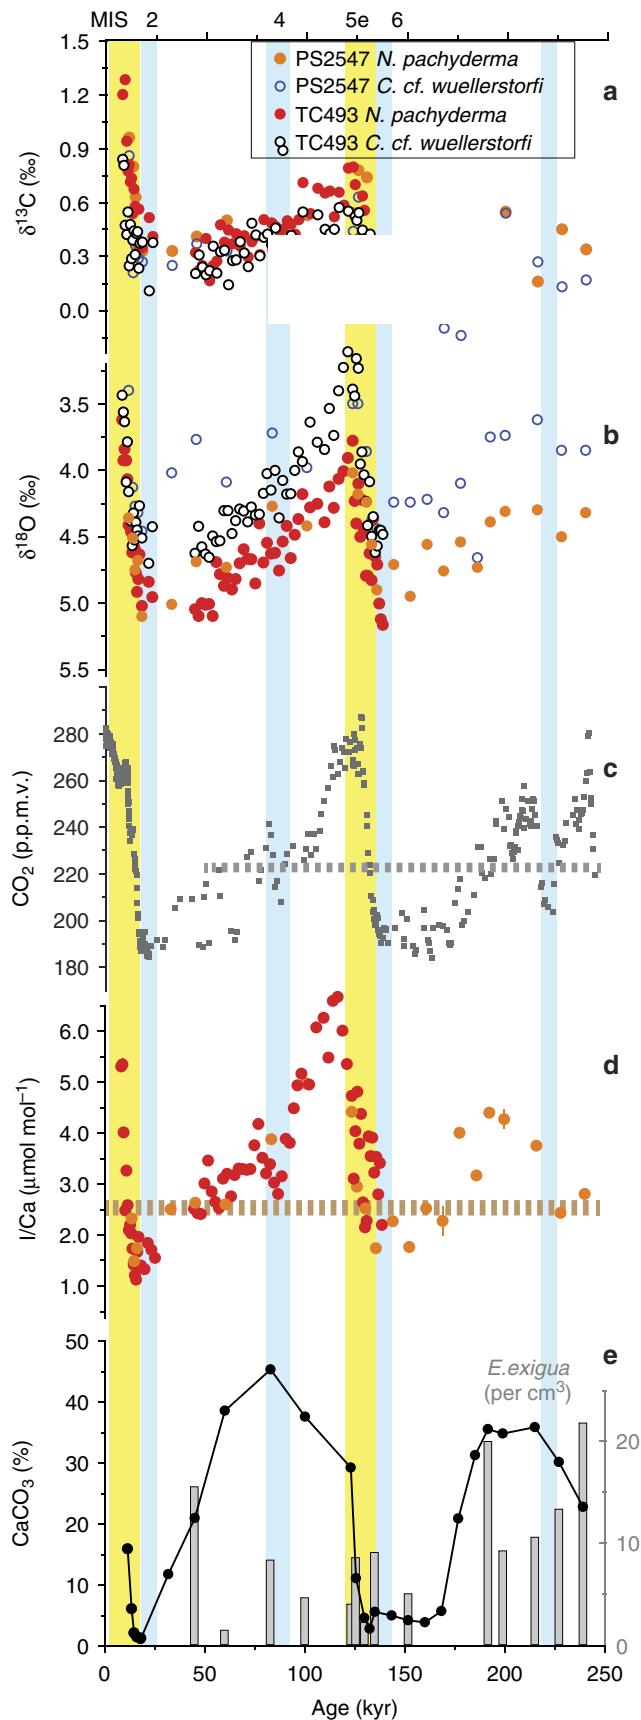 MIS 2 4 5e 6
PS2547 N. pachyderma
PS2547 C. cf. wuellerstorfi
TC493 N. pachyderma
TC493 C. cf. wuellerstorfi
a
1.5
1.2
0.9
0.6
0.3
0.0
δ13C (‰)
b
3.5
4.0
4.5
5.0
5.5
δ18O (‰)
c
280
260
240
220
200
180
CO2 (p.p.m.v.)
d
6.0
5.0
4.0
3.0
2.0
1.0
I/Ca (μmol mol−1)
e
E.exigua
(per cm3)
50
40
30
20
10
0
CaCO3 (%)
20
10
0
0 50 100 150 200 250
Age (kyr)